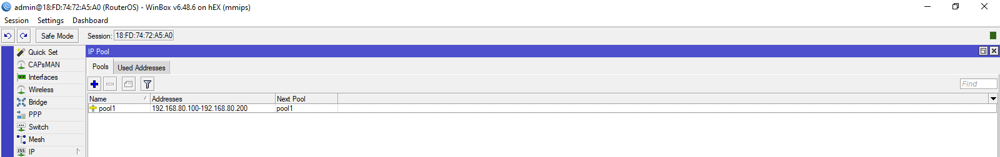 admin@18:FD:74:72:A5:A0 (RouterOS) - WinBox v6.48.6 on hEX (mmips)
Session Settings Dashboard
Safe Mode Session: 18:FD:74:72:A5:A0
Quick Set
CAPsMAN
Interfaces
Wireless
Bridge
PPP
Switch
Mesh
255 IP
IP Pool
Pools Used Addresses
Find
Name Addresses Next Pool
pool1 192.168.80.100-192.168.80.200 pool1